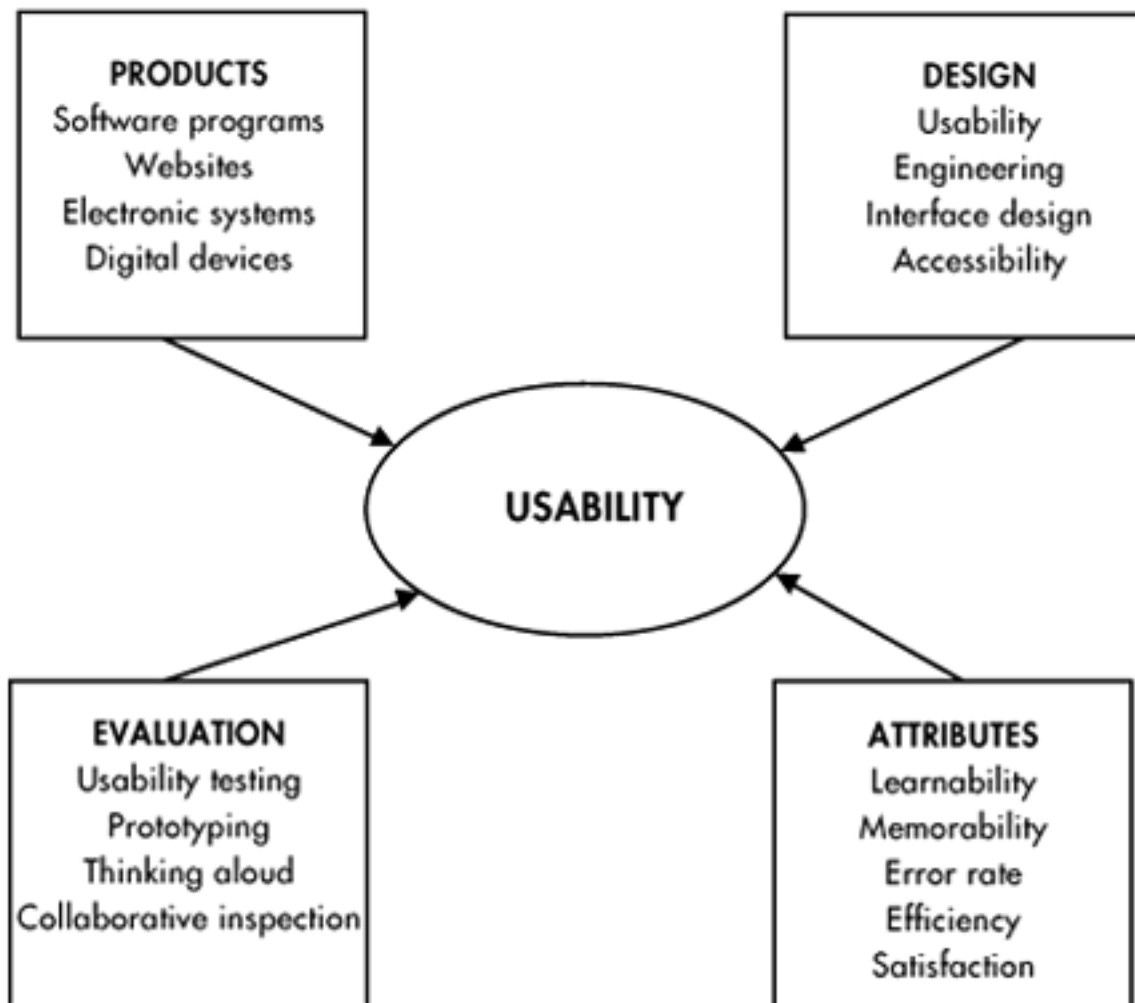 PRODUCTS
Software programs
Websites
Electronic systems
Digital devices
DESIGN
Usability
Engineering
Interface design
Accessibility
USABILITY
EVALUATION
Usability testing
Prototyping
Thinking aloud
Collaborative inspection
ATTRIBUTES
Learnability
Memorability
Error rate
Efficiency
Satisfaction